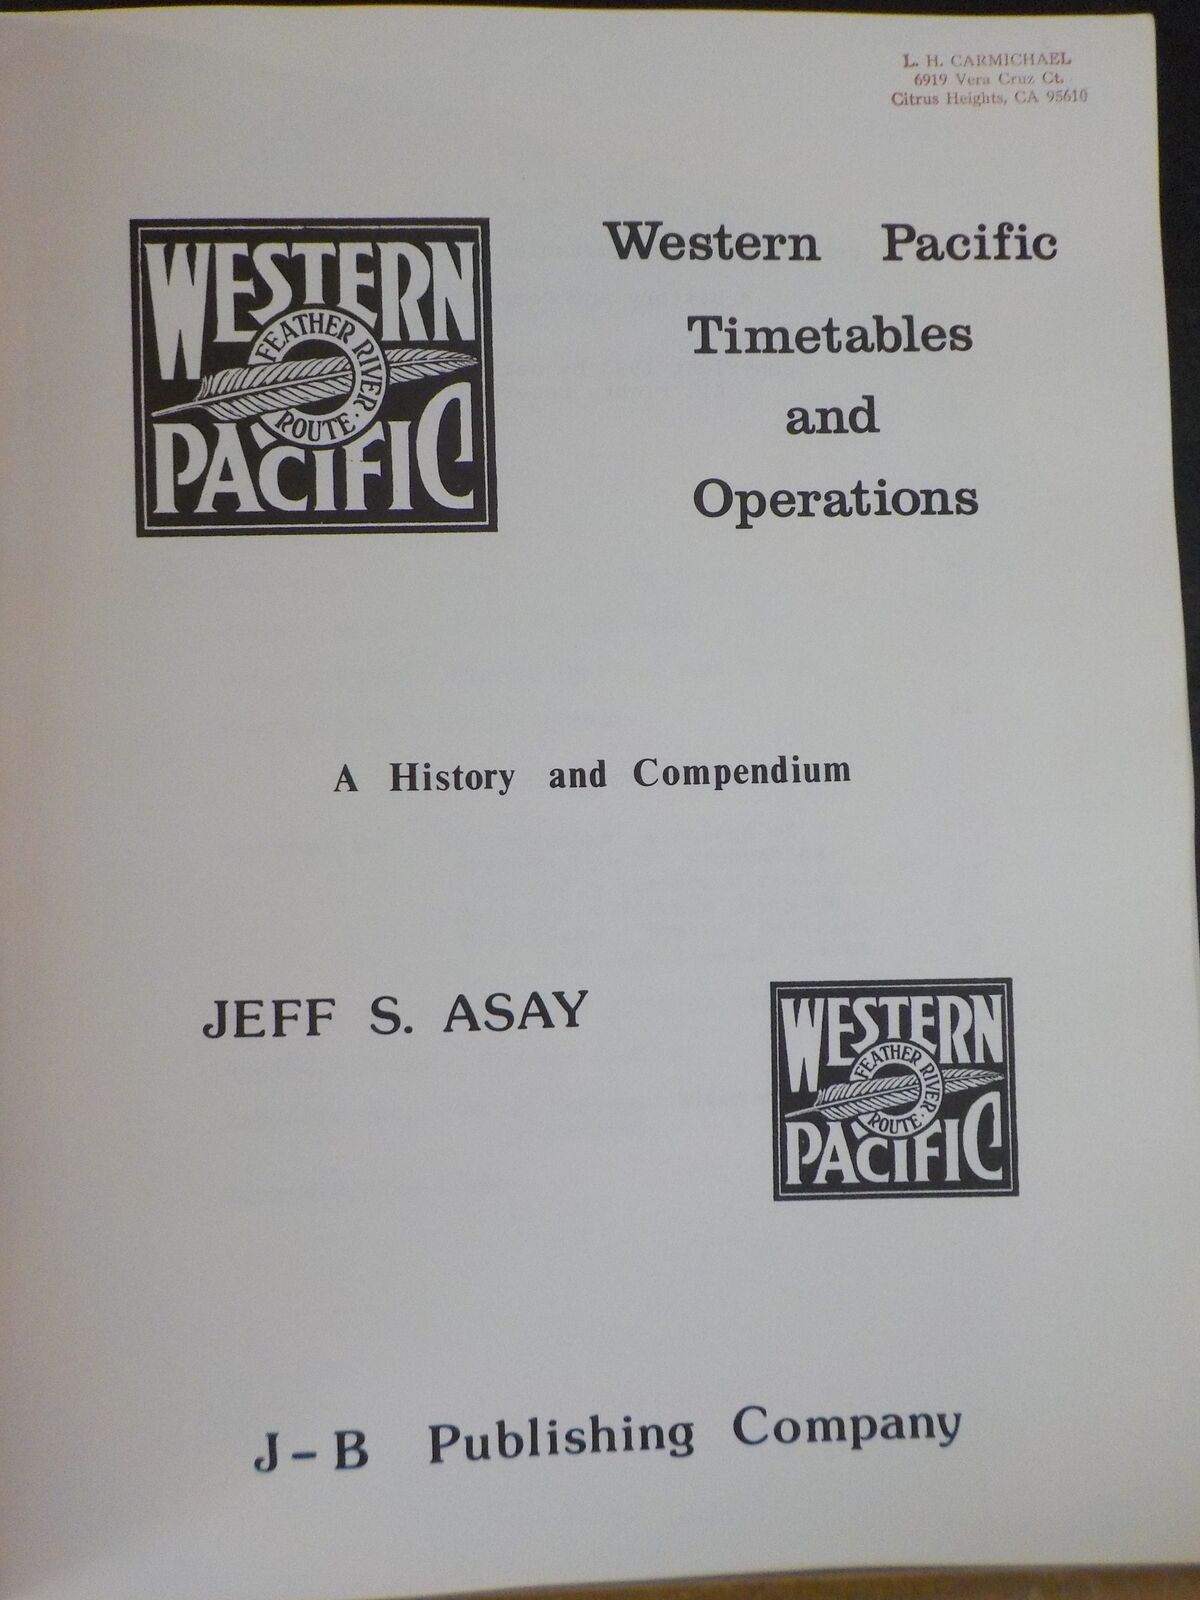 L. H. CARMICHAEL
6919 Vera Cruz Ct.
Citrus Heights, CA 95610
WESTERN
FEATHER RIVER
ROUTE
PACIFIC
Western Pacific
Timetables
and
Operations
A History and Compendium
JEFF S. ASAY
WESTERN
FEATHER RIVER
ROUTE
PACIFIC
J-B Publishing Company